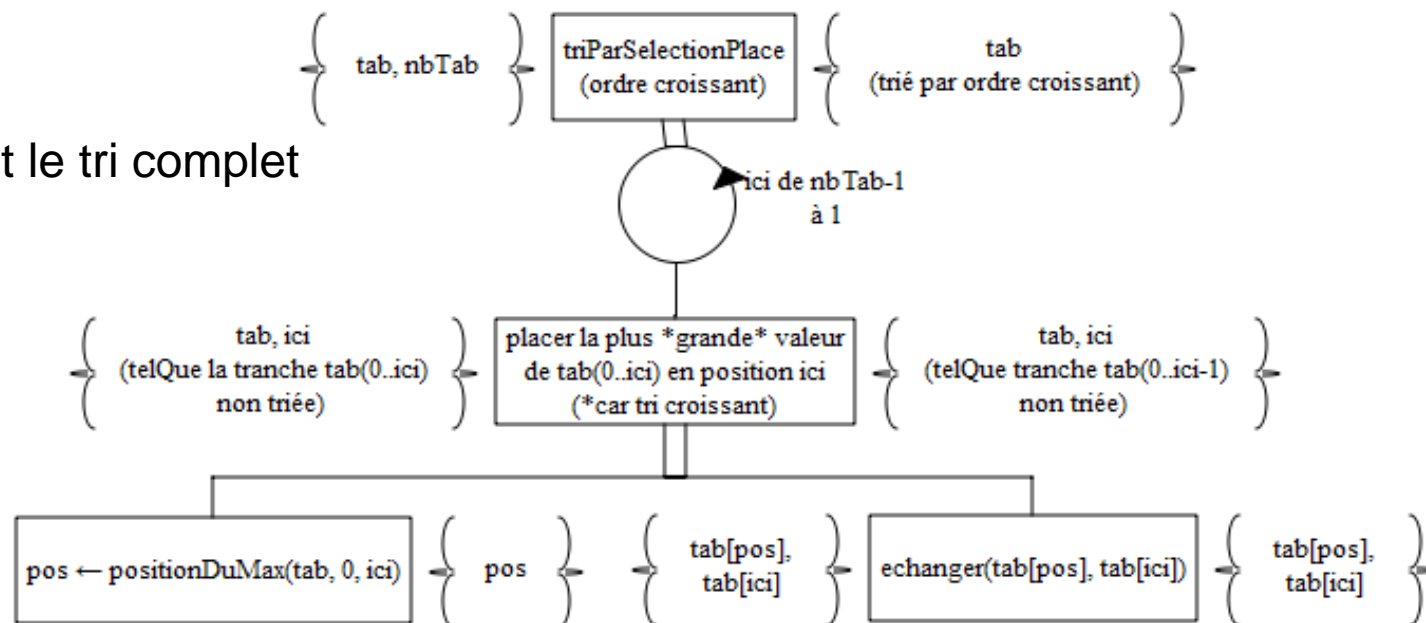 tab, nbTab
triParSelectionPlace
(ordre croissant)
tab
(trié par ordre croissant)
t le tri complet
ici de nbTab-1
à 1
tab, ici
(telQue la tranche tab(0..ici)
non triée)
placer la plus *grande* valeur
de tab(0..ici) en position ici
(*car tri croissant)
tab, ici
(telQue tranche tab(0..ici-1)
non triée)
pos ← positionDuMax(tab, 0, ici)
pos
tab[pos],
tab[ici]
echanger(tab[pos], tab[ici])
tab[pos],
tab[ici]